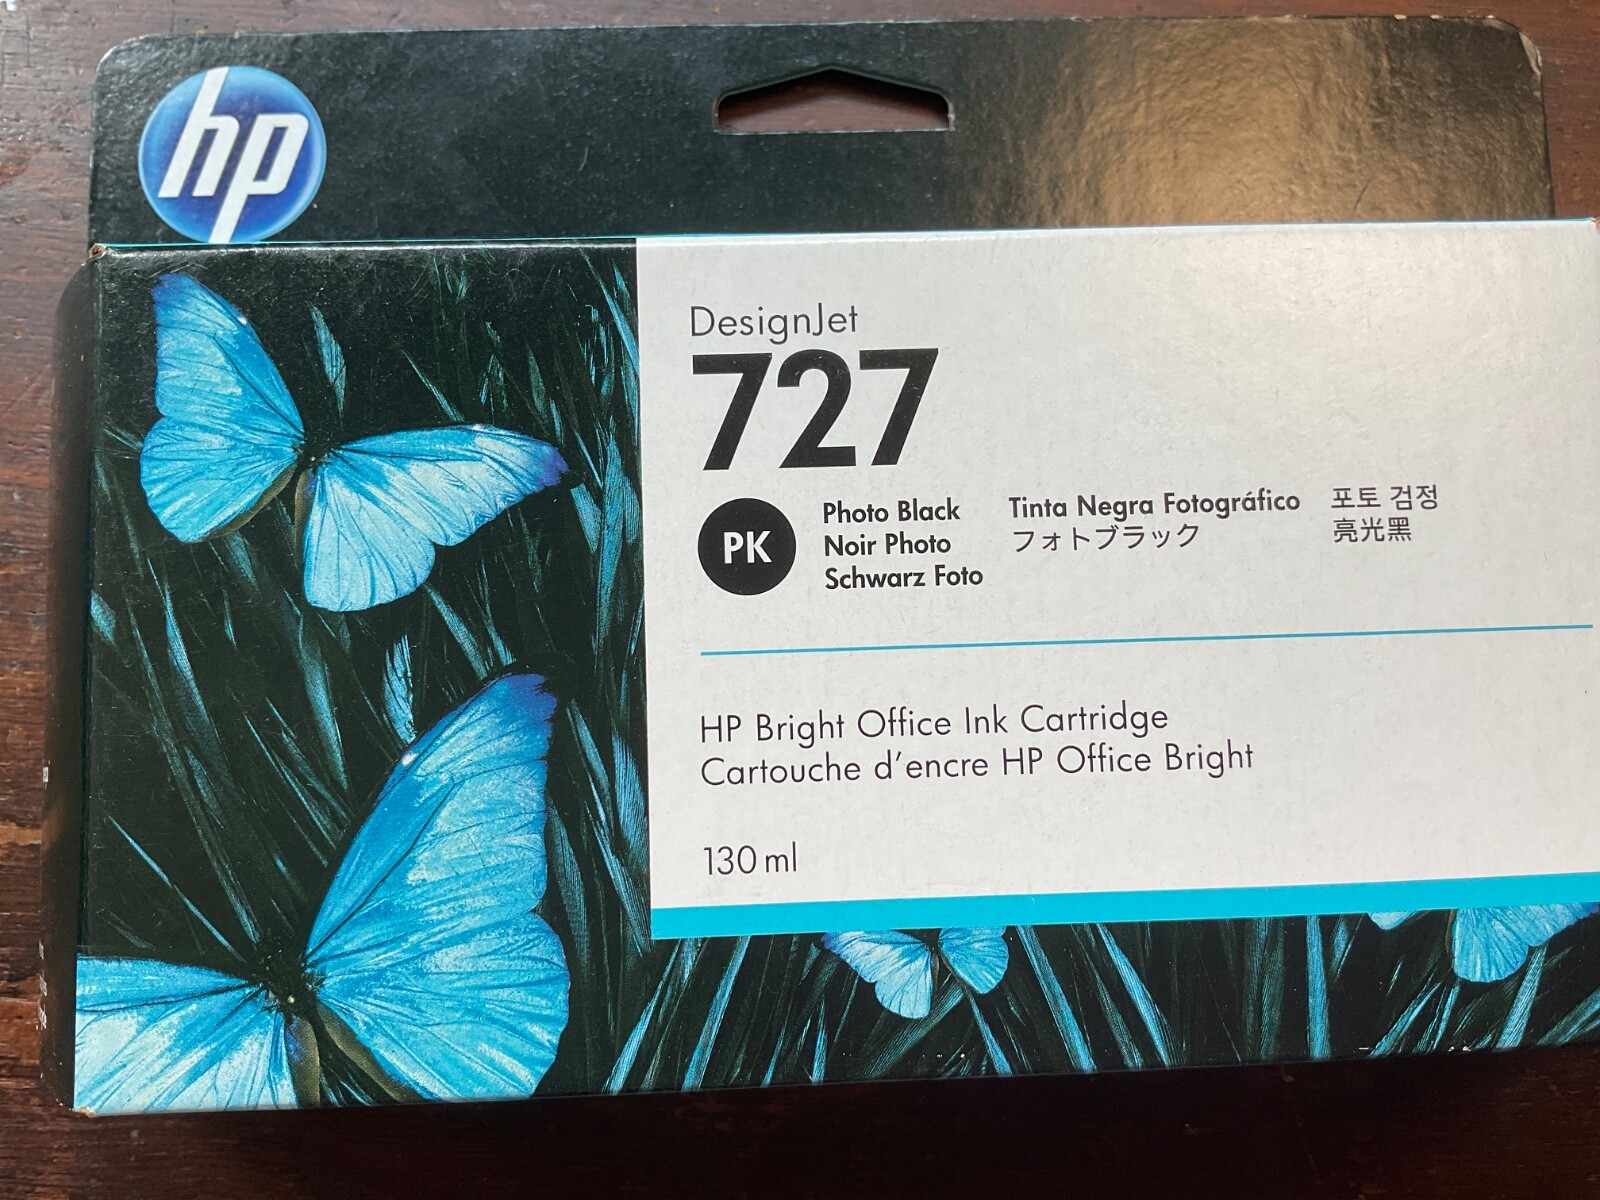 hp
DesignJet
727
PK
Photo Black
Noir Photo
Schwarz Foto
Tinta Negra Fotográfico
フォトブラック
포토 검정
亮光黑
HP Bright Office Ink Cartridge
Cartouche d'encre HP Office Bright
130 ml